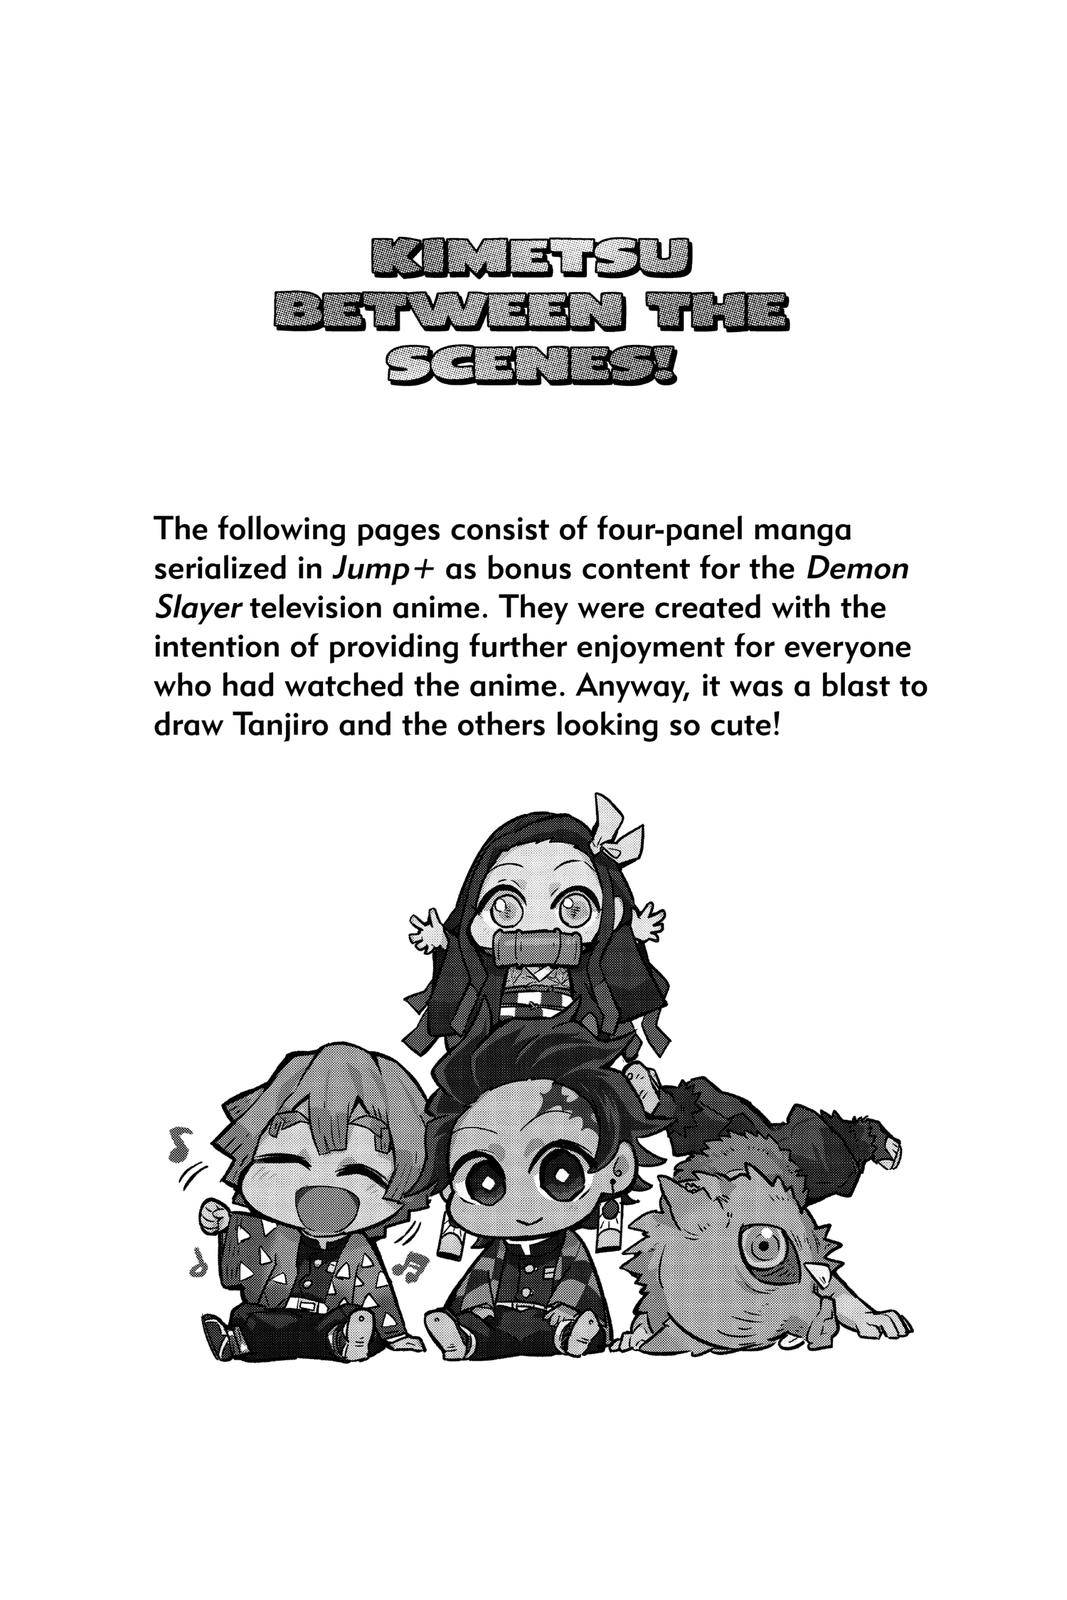 KIMETSU
BETWEEN THE
SCENES!
The following pages consist of four-panel manga
serialized in Jump+ as bonus content for the Demon
Slayer television anime. They were created with the
intention of providing further enjoyment for everyone
who had watched the anime. Anyway, it was a blast to
draw Tanjiro and the others looking so cute!